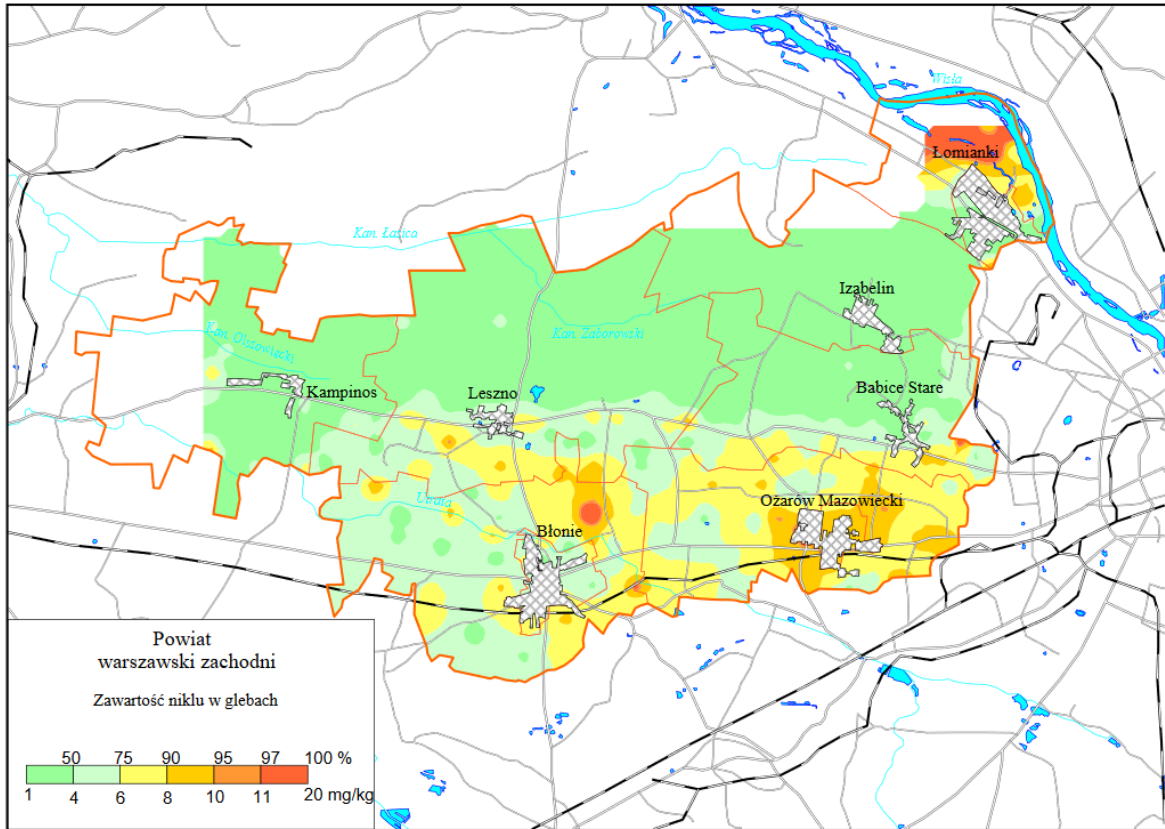 Wisła
Łomianki
Kan. Łasica
Izabelin
Kan. Olszowiecki
Kan. Zaborowski
Kampinos
Leszno
Babice Stare
Utrata
Ożarów Mazowiecki
Błonie
Powiat
warszawski zachodni
Zawartość niklu w glebach
50 75 90 95 97 100 %
1 4 6 8 10 11 20 mg/kg